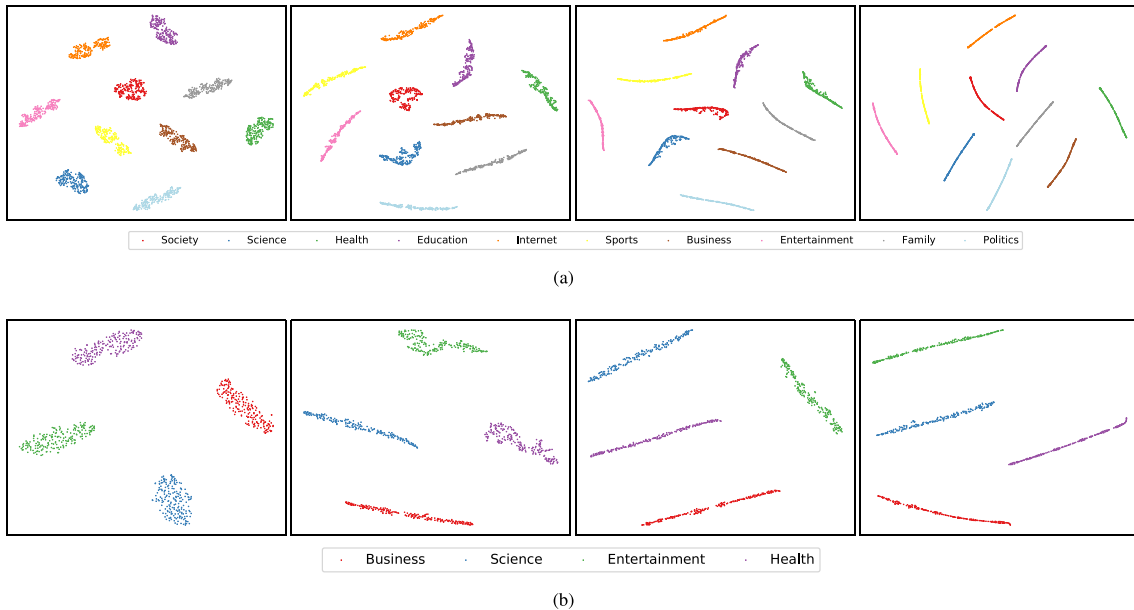 Society Science Health Education Internet Sports Business Entertainment Family Politics
(a)
Business Science Entertainment Health
(b)